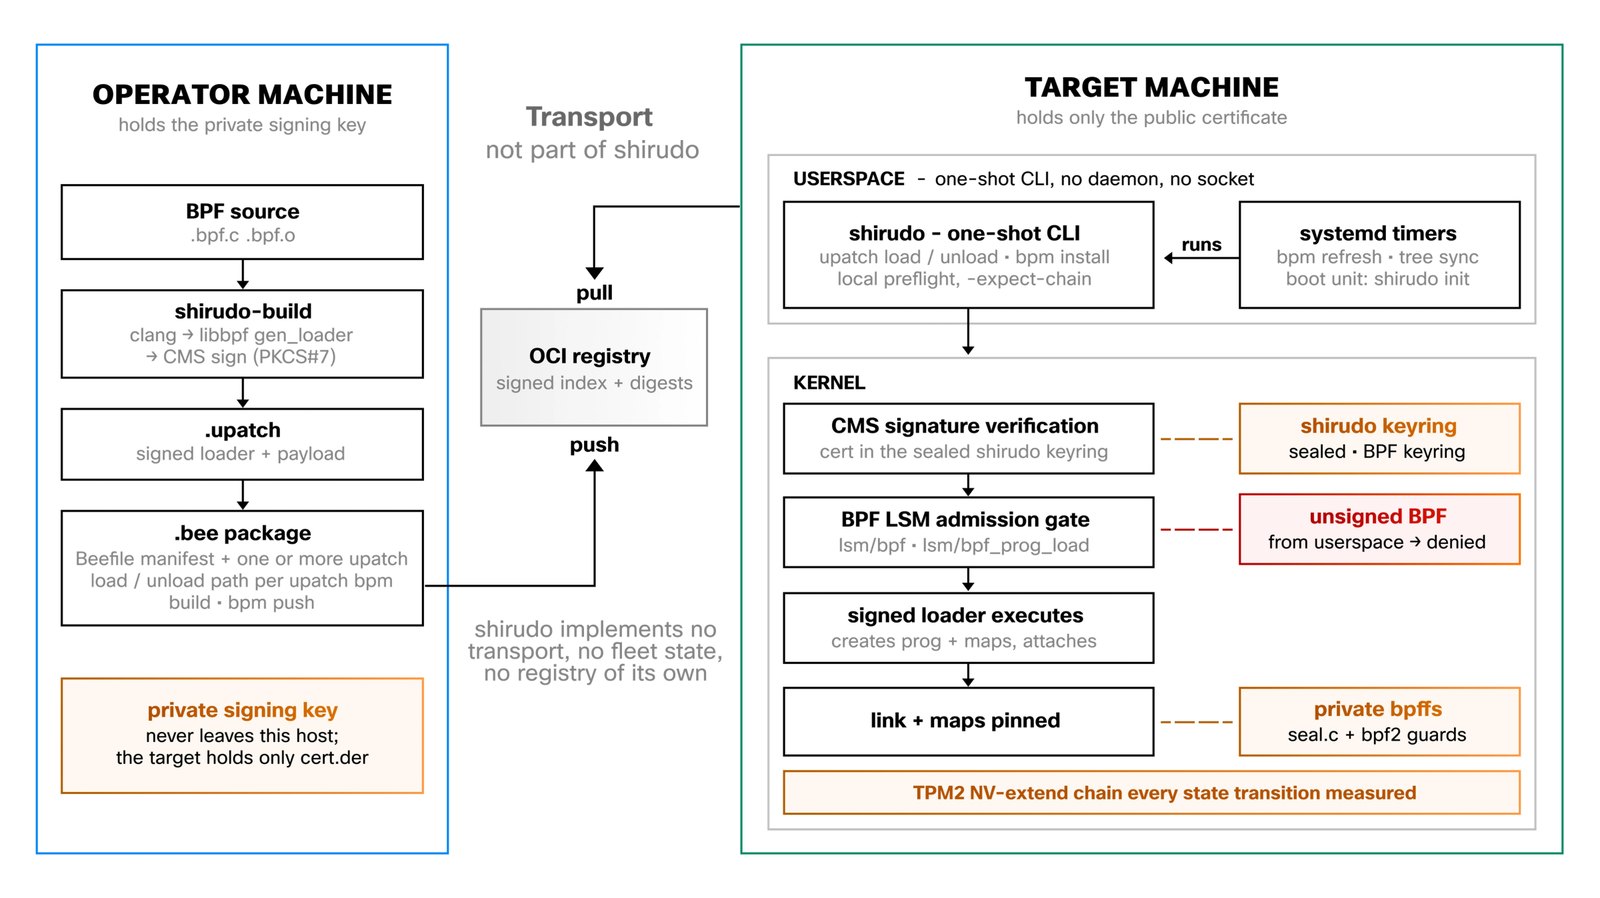 OPERATOR MACHINE
holds the private signing key
BPF source
.bpf.c .bpf.o
shirudo-build
clang → libbpf gen_loader
→ CMS sign (PKCS#7)
.upatch
signed loader + payload
.bee package
Beefile manifest + one or more upatch
load / unload path per upatch bpm
build · bpm push
private signing key
never leaves this host;
the target holds only cert.der
Transport
not part of shirudo
pull
OCI registry
signed index + digests
push
shirudo implements no
transport, no fleet state,
no registry of its own
TARGET MACHINE
holds only the public certificate
USERSPACE - one-shot CLI, no daemon, no socket
shirudo - one-shot CLI
upatch load / unload · bpm install
local preflight, -expect-chain
runs
systemd timers
bpm refresh · tree sync
boot unit: shirudo init
KERNEL
CMS signature verification
cert in the sealed shirudo keyring
shirudo keyring
sealed · BPF keyring
BPF LSM admission gate
lsm/bpf · lsm/bpf_prog_load
unsigned BPF
from userspace → denied
signed loader executes
creates prog + maps, attaches
link + maps pinned
private bpffs
seal.c + bpf2 guards
TPM2 NV-extend chain every state transition measured